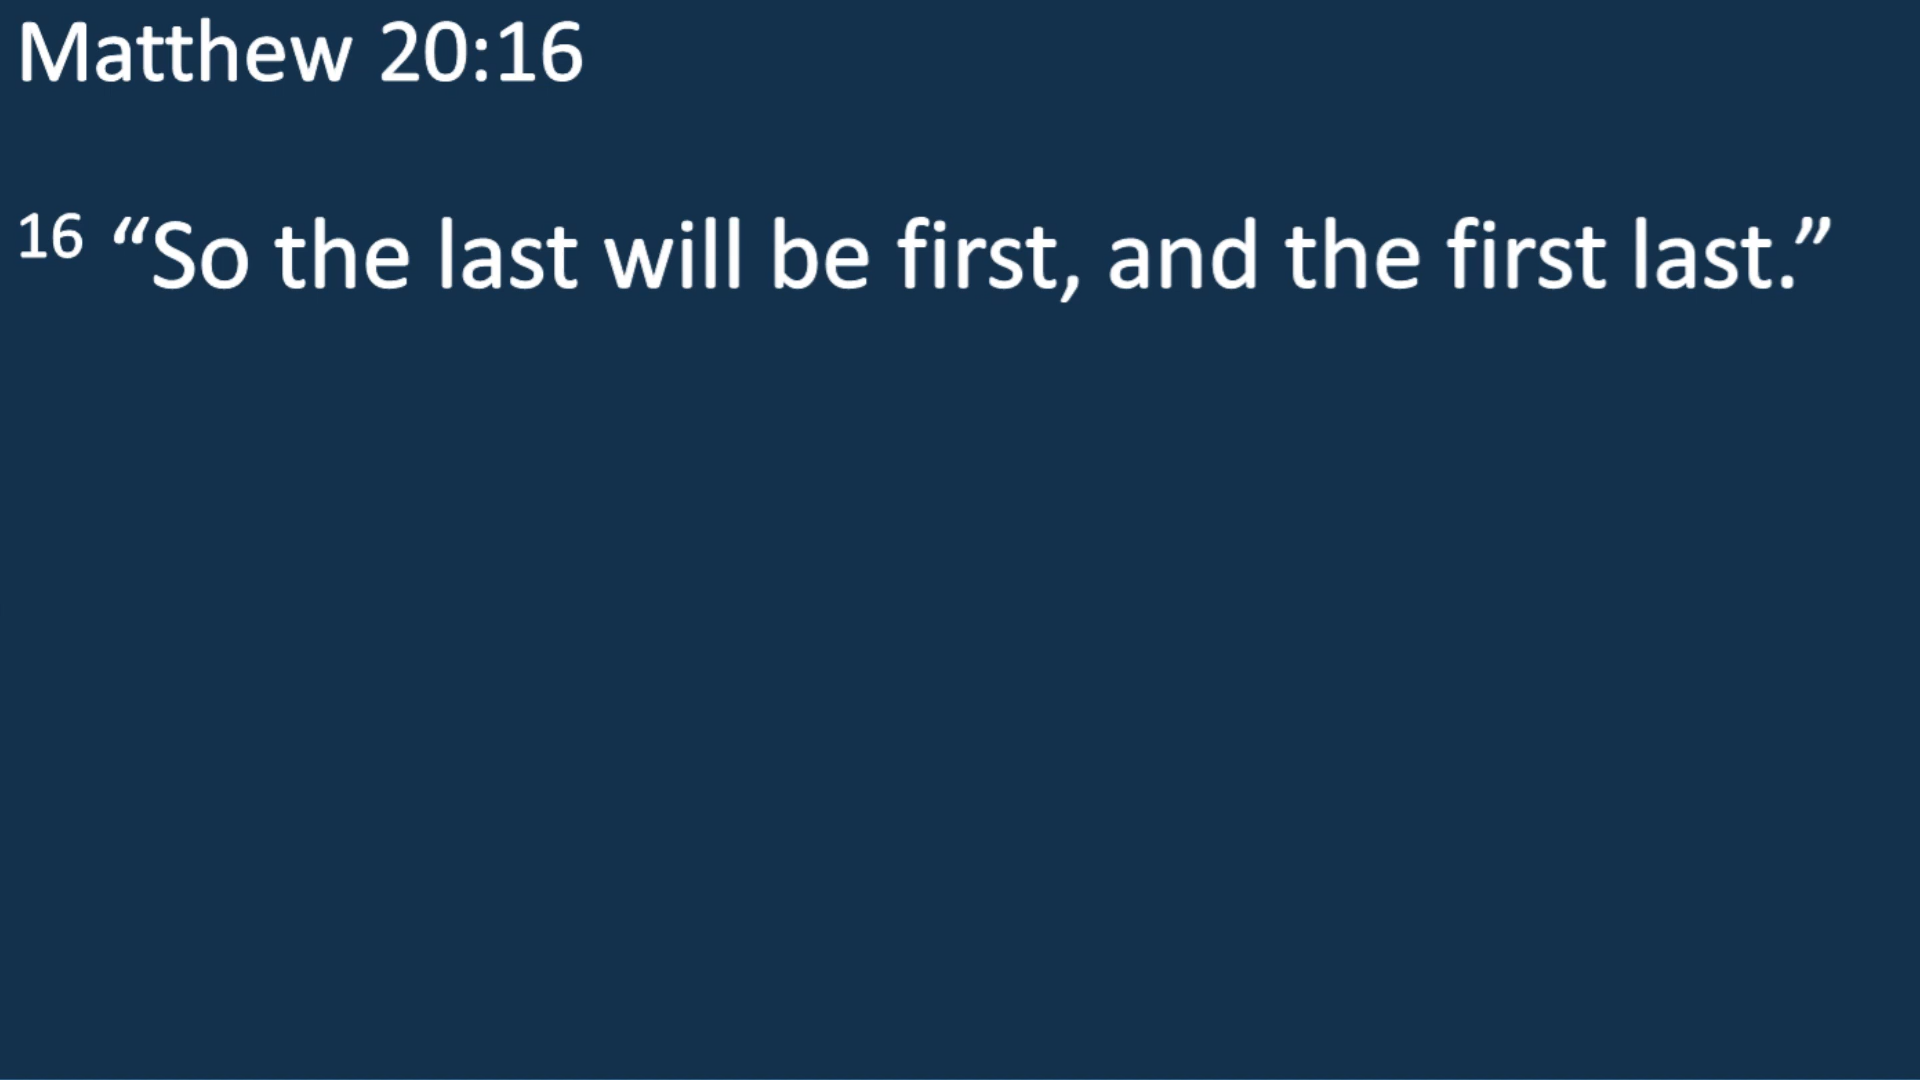 Matthew 20:16
16 “So the last will be first, and the first last.”